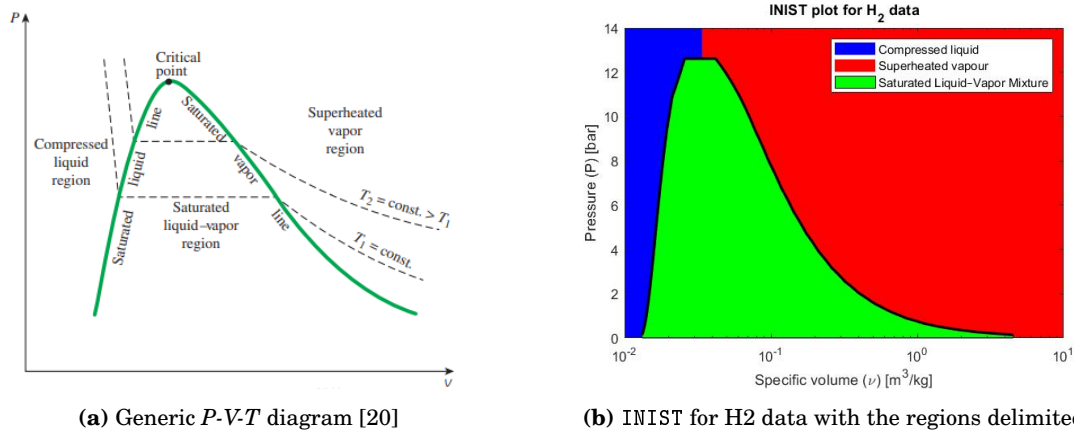 P
Critical
point
Saturated
line
Superheated
vapor
region
Compressed
liquid
region
liquid
vapor
T2 = const. > T1
Saturated
liquid–vapor
region
Saturated
line
T1 = const.
(a) Generic P-V-T diagram [20]
INIST plot for H2 data
Compressed liquid
Superheated vapour
Saturated Liquid–Vapor Mixture
Pressure (P) [bar]
14
12
10
8
6
4
2
0
10-2
10-1
100
101
Specific volume (ν) [m3/kg]
(b) INIST for H2 data with the regions delimited